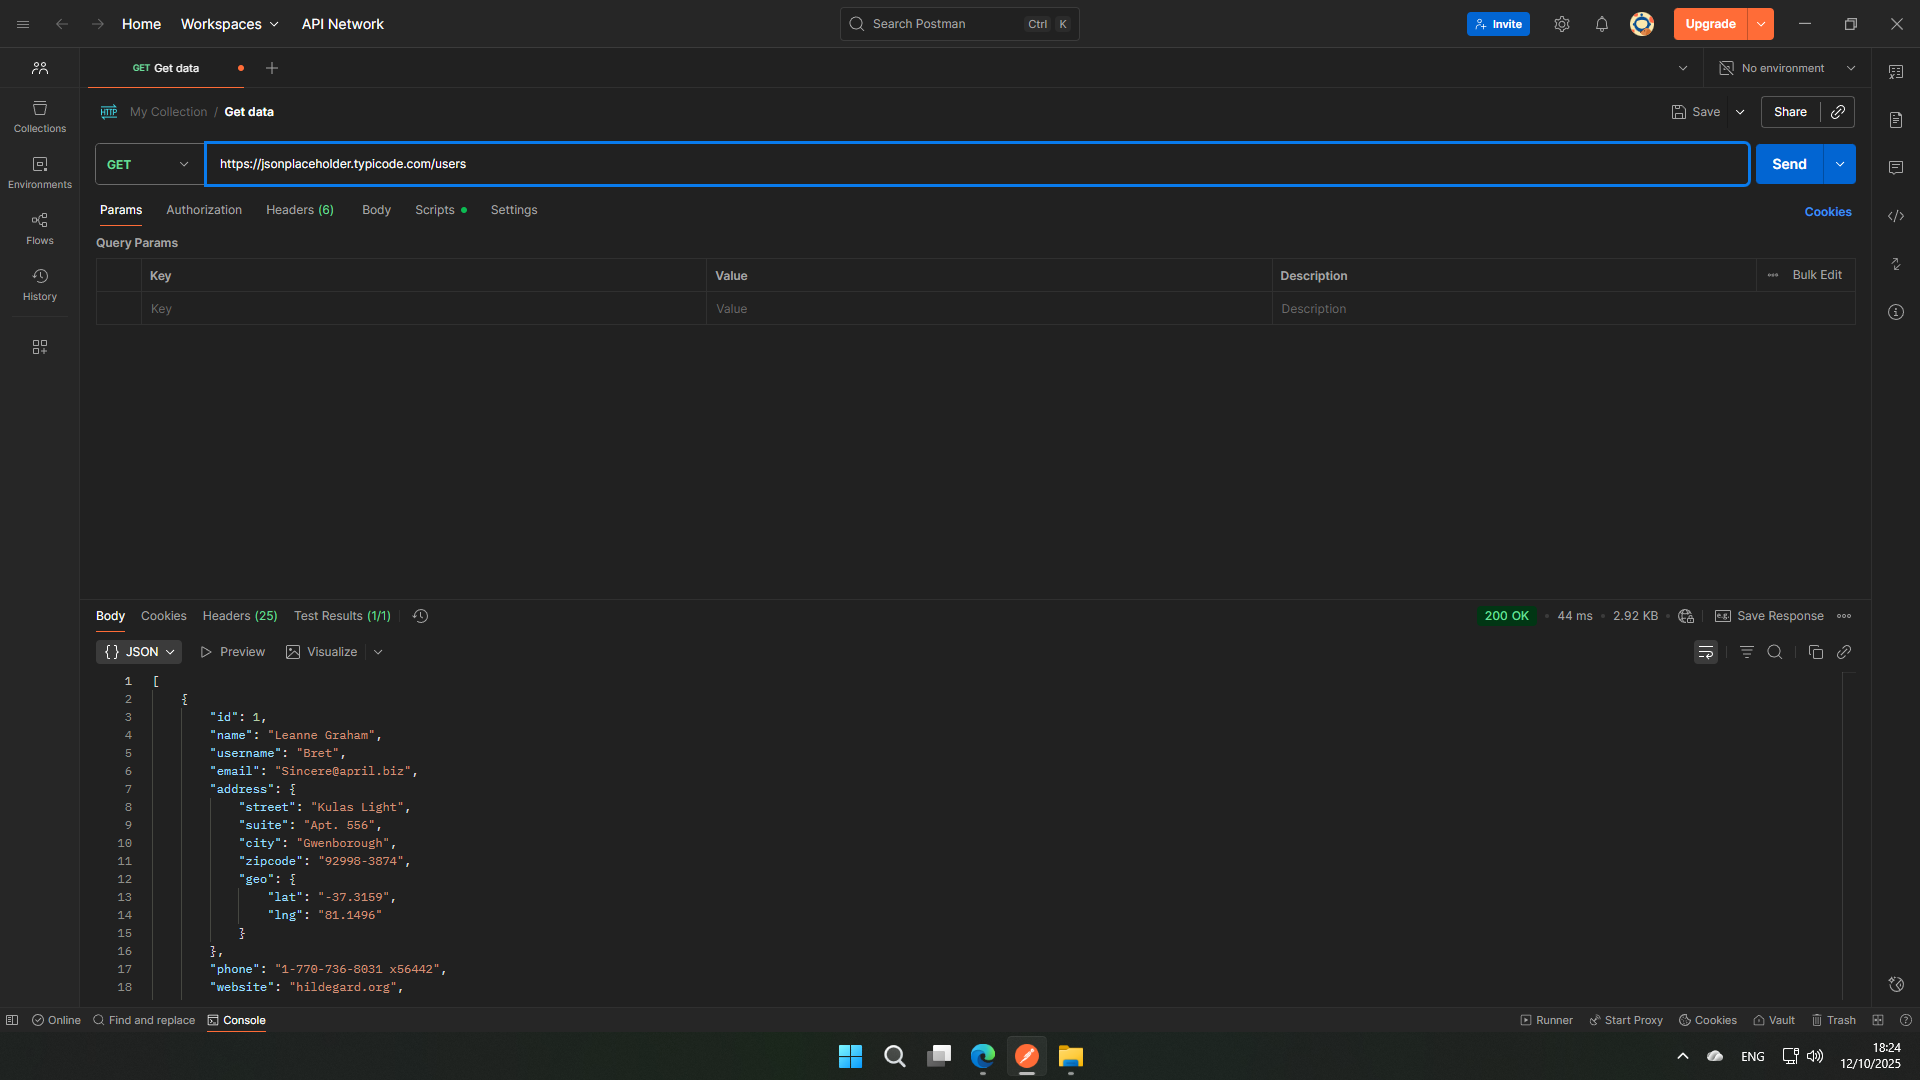 Home Workspaces API Network Search Postman Ctrl K Invite Upgrade
GET Get data No environment
HTTP My Collection / Get data Save Share
GET https://jsonplaceholder.typicode.com/users Send
Params Authorization Headers (6) Body Scripts Settings Cookies
Query Params
Key Value Description Bulk Edit
Key Value Description
Collections
Environments
Flows
History
Body Cookies Headers (25) Test Results (1/1) 200 OK 44 ms 2.92 KB e.g. Save Response
{} JSON Preview Visualize
1 [
2 {
3 "id": 1,
4 "name": "Leanne Graham",
5 "username": "Bret",
6 "email": "Sincere@april.biz",
7 "address": {
8 "street": "Kulas Light",
9 "suite": "Apt. 556",
10 "city": "Gwenborough",
11 "zipcode": "92998-3874",
12 "geo": {
13 "lat": "-37.3159",
14 "lng": "81.1496"
15 }
16 },
17 "phone": "1-770-736-8031 x56442",
18 "website": "hildegard.org",
Online Find and replace Console Runner Start Proxy Cookies Vault Trash
ENG 18:24
12/10/2025